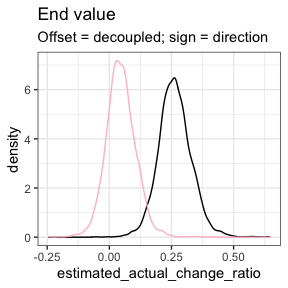 End value
Offset = decoupled; sign = direction
6
4
2
0
density
-0.25 0.00 0.25 0.50
estimated_actual_change_ratio